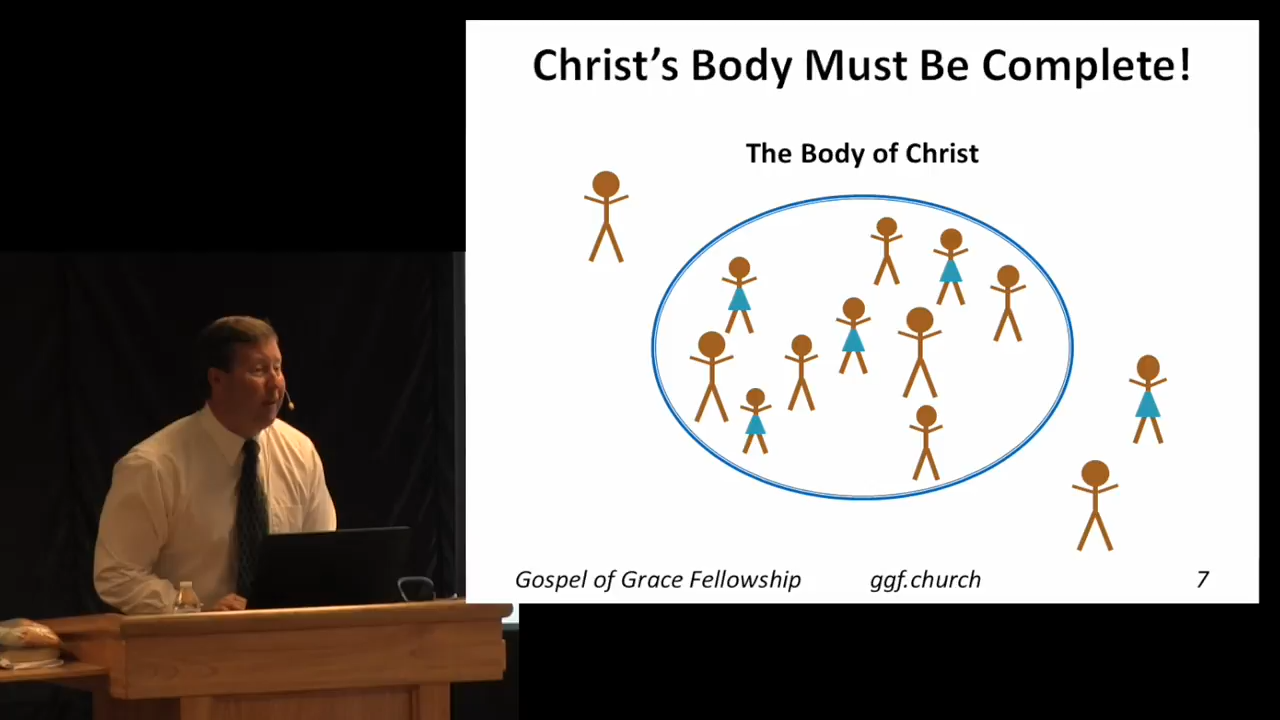 Christ's Body Must Be Complete!
The Body of Christ
Gospel of Grace Fellowship ggf.church 7